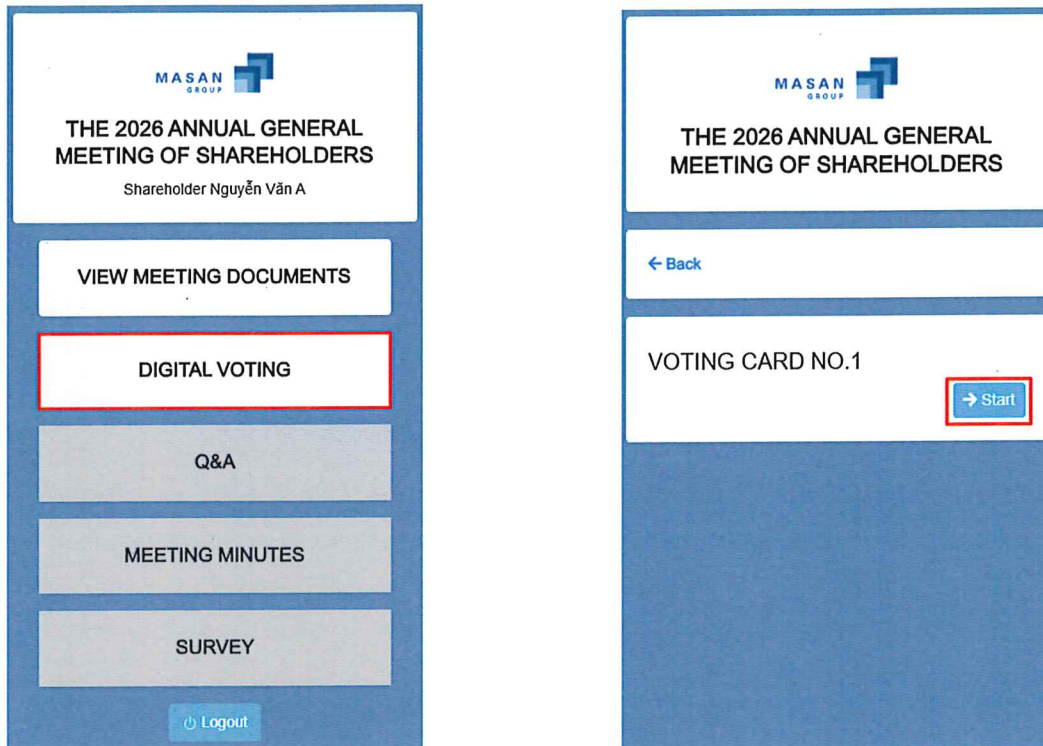 MASAN
GROUP
THE 2026 ANNUAL GENERAL
MEETING OF SHAREHOLDERS
Shareholder Nguyễn Văn A
VIEW MEETING DOCUMENTS
DIGITAL VOTING
Q&A
MEETING MINUTES
SURVEY
Logout
MASAN
GROUP
THE 2026 ANNUAL GENERAL
MEETING OF SHAREHOLDERS
← Back
VOTING CARD NO.1
→ Start